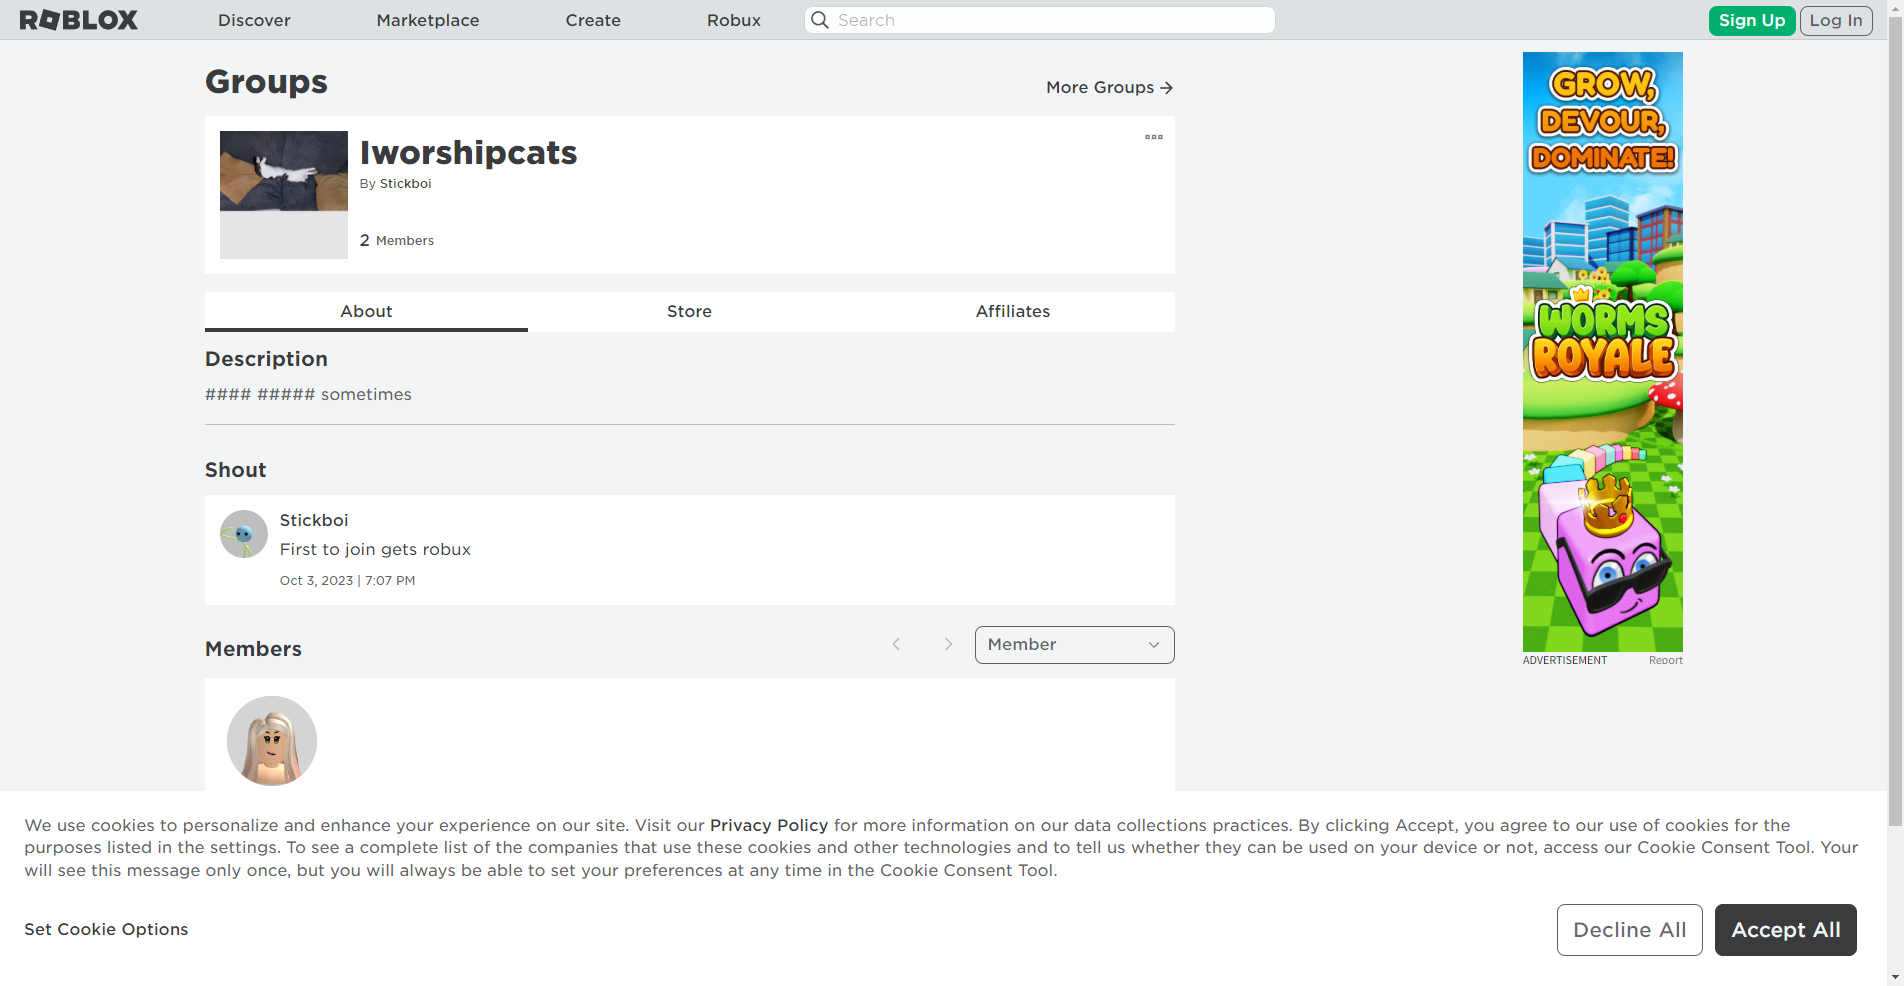 ROBLOX Discover Marketplace Create Robux Search Sign Up Log In
Groups
More Groups
Iworshipcats
By Stickboi
2 Members
About Store Affiliates
Description
#### ##### sometimes
Shout
Stickboi
First to join gets robux
Oct 3, 2023 | 7:07 PM
Members
Member
GROW,
DEVOUR,
DOMINATE!
WORMS
ROYALE
ADVERTISEMENT Report
We use cookies to personalize and enhance your experience on our site. Visit our Privacy Policy for more information on our data collections practices. By clicking Accept, you agree to our use of cookies for the
purposes listed in the settings. To see a complete list of the companies that use these cookies and other technologies and to tell us whether they can be used on your device or not, access our Cookie Consent Tool. Your
will see this message only once, but you will always be able to set your preferences at any time in the Cookie Consent Tool.
Set Cookie Options
Decline All Accept All